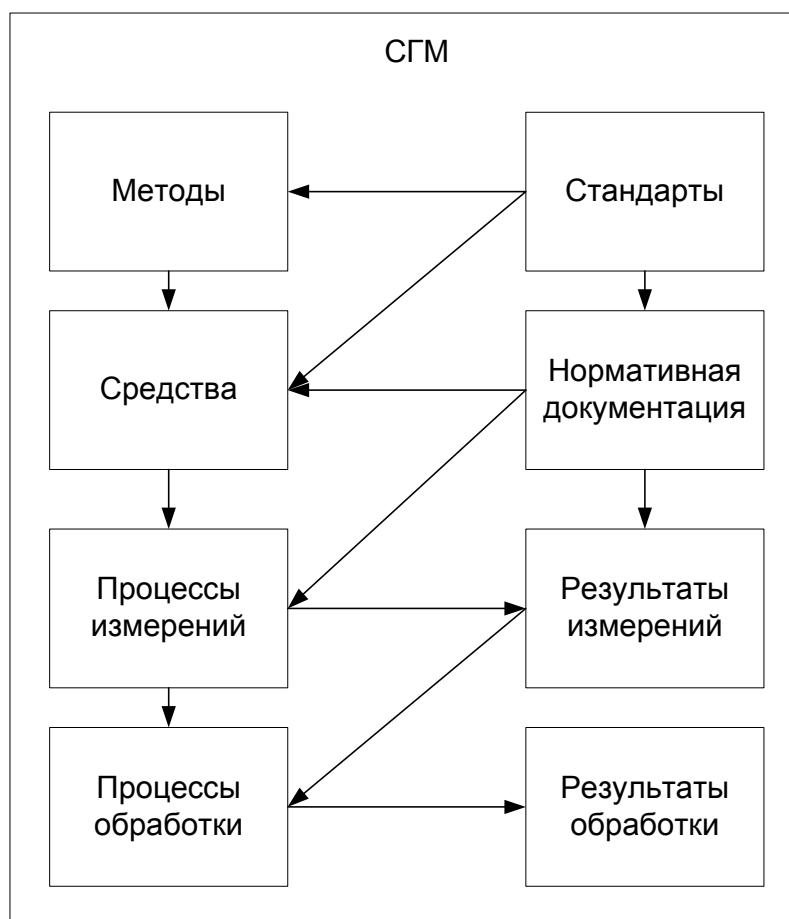 СГМ
Методы
Стандарты
Средства
Нормативная
документация
Процессы
измерений
Результаты
измерений
Процессы
обработки
Результаты
обработки